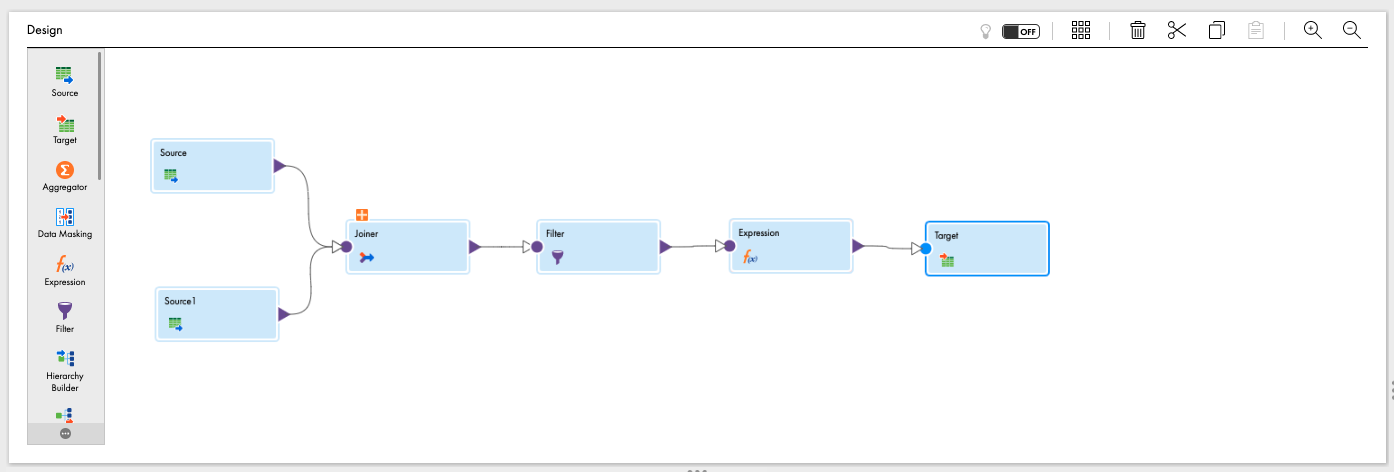 Design
OFF
Source
Target
Aggregator
Data Masking
f(x)
Expression
Filter
Hierarchy
Builder
Source
Source1
Joiner
Filter
Expression
f(x)
Target